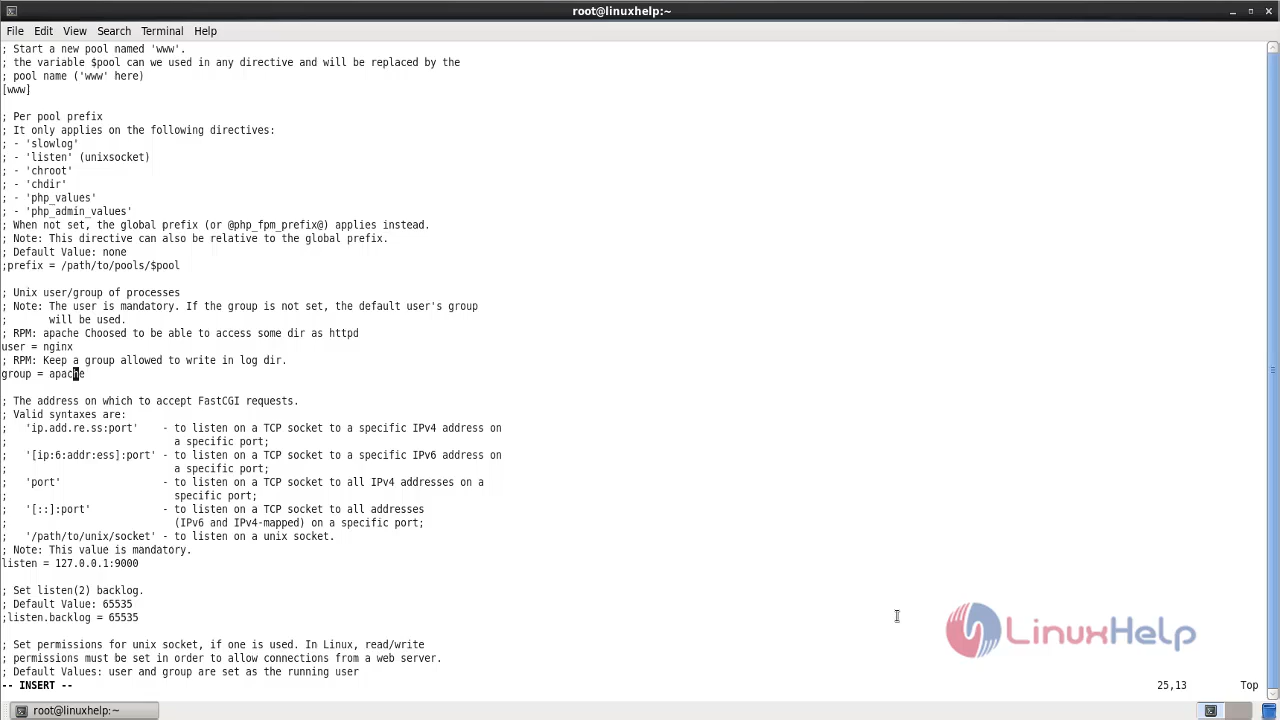 root@linuxhelp:~
File Edit View Search Terminal Help
; Start a new pool named 'www'.
; the variable $pool can we used in any directive and will be replaced by the
; pool name ('www' here)
[www]
; Per pool prefix
; It only applies on the following directives:
; - 'slowlog'
; - 'listen' (unixsocket)
; - 'chroot'
; - 'chdir'
; - 'php_values'
; - 'php_admin_values'
; When not set, the global prefix (or @php_fpm_prefix@) applies instead.
; Note: This directive can also be relative to the global prefix.
; Default Value: none
;prefix = /path/to/pools/$pool
; Unix user/group of processes
; Note: The user is mandatory. If the group is not set, the default user's group
;       will be used.
; RPM: apache Choosed to be able to access some dir as httpd
user = nginx
; RPM: Keep a group allowed to write in log dir.
group = apache
; The address on which to accept FastCGI requests.
; Valid syntaxes are:
;   'ip.add.re.ss:port'    - to listen on a TCP socket to a specific IPv4 address on
;                            a specific port;
;   '[ip:6:addr:ess]:port' - to listen on a TCP socket to a specific IPv6 address on
;                            a specific port;
;   'port'                 - to listen on a TCP socket to all IPv4 addresses on a
;                            specific port;
;   '[::]:port'            - to listen on a TCP socket to all addresses
;                            (IPv6 and IPv4-mapped) on a specific port;
;   '/path/to/unix/socket' - to listen on a unix socket.
; Note: This value is mandatory.
listen = 127.0.0.1:9000
; Set listen(2) backlog.
; Default Value: 65535
;listen.backlog = 65535
; Set permissions for unix socket, if one is used. In Linux, read/write
; permissions must be set in order to allow connections from a web server.
; Default Values: user and group are set as the running user
-- INSERT -- 25,13 Top
LinuxHelp
root@linuxhelp:~